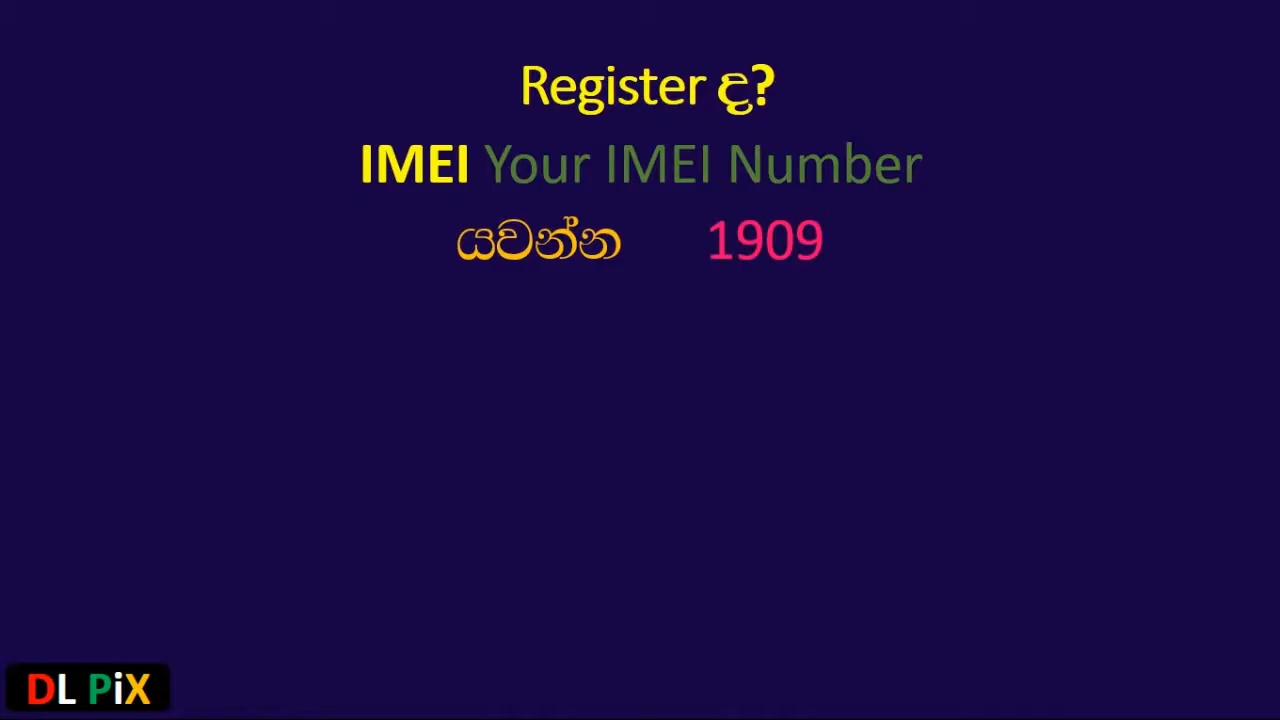 Register ද?
IMEI Your IMEI Number
යවන්න 1909
DL PiX